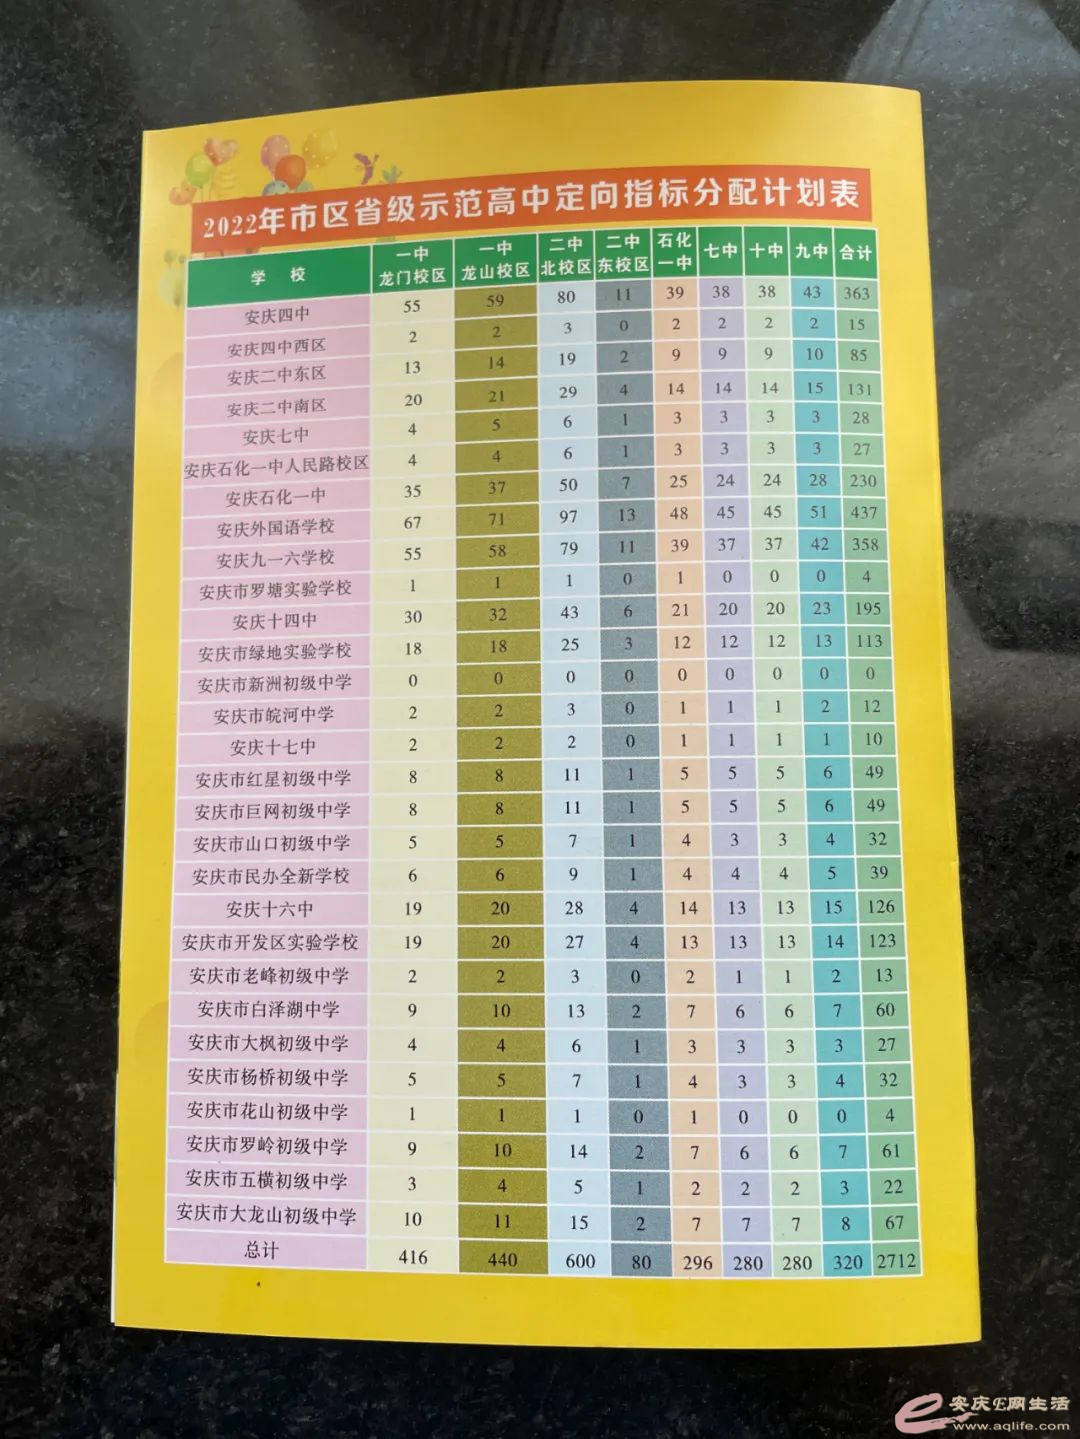 2022年市区省级示范高中定向指标分配计划表
学 校 一中龙门校区 一中龙山校区 二中北校区 二中东校区 石化一中 七中 十中 九中 合计
安庆四中 55 59 80 11 39 38 38 43 363
安庆四中西区 2 2 3 0 2 2 2 2 15
安庆二中东区 13 14 19 2 9 9 9 10 85
安庆二中南区 20 21 29 4 14 14 14 15 131
安庆七中 4 5 6 1 3 3 3 3 28
安庆石化一中人民路校区 4 4 6 1 3 3 3 3 27
安庆石化一中 35 37 50 7 25 24 24 28 230
安庆外国语学校 67 71 97 13 48 45 45 51 437
安庆九一六学校 55 58 79 11 39 37 37 42 358
安庆市罗塘实验学校 1 1 1 0 1 0 0 0 4
安庆十四中 30 32 43 6 21 20 20 23 195
安庆市绿地实验学校 18 18 25 3 12 12 12 13 113
安庆市新洲初级中学 0 0 0 0 0 0 0 0 0
安庆市皖河中学 2 2 3 0 1 1 1 2 12
安庆十七中 2 2 2 0 1 1 1 1 10
安庆市红星初级中学 8 8 11 1 5 5 5 6 49
安庆市巨网初级中学 8 8 11 1 5 5 5 6 49
安庆市山口初级中学 5 5 7 1 4 3 3 4 32
安庆市民办全新学校 6 6 9 1 4 4 4 5 39
安庆十六中 19 20 28 4 14 13 13 15 126
安庆市开发区实验学校 19 20 27 4 13 13 13 14 123
安庆市老峰初级中学 2 2 3 0 2 1 1 2 13
安庆市白泽湖中学 9 10 13 2 7 6 6 7 60
安庆市大枫初级中学 4 4 6 1 3 3 3 3 27
安庆市杨桥初级中学 5 5 7 1 4 3 3 4 32
安庆市花山初级中学 1 1 1 0 1 0 0 0 4
安庆市罗岭初级中学 9 10 14 2 7 6 6 7 61
安庆市五横初级中学 3 4 5 1 2 2 2 3 22
安庆市大龙山初级中学 10 11 15 2 7 7 7 8 67
总计 416 440 600 80 296 280 280 320 2712
安庆E网生活
www.aqlife.com